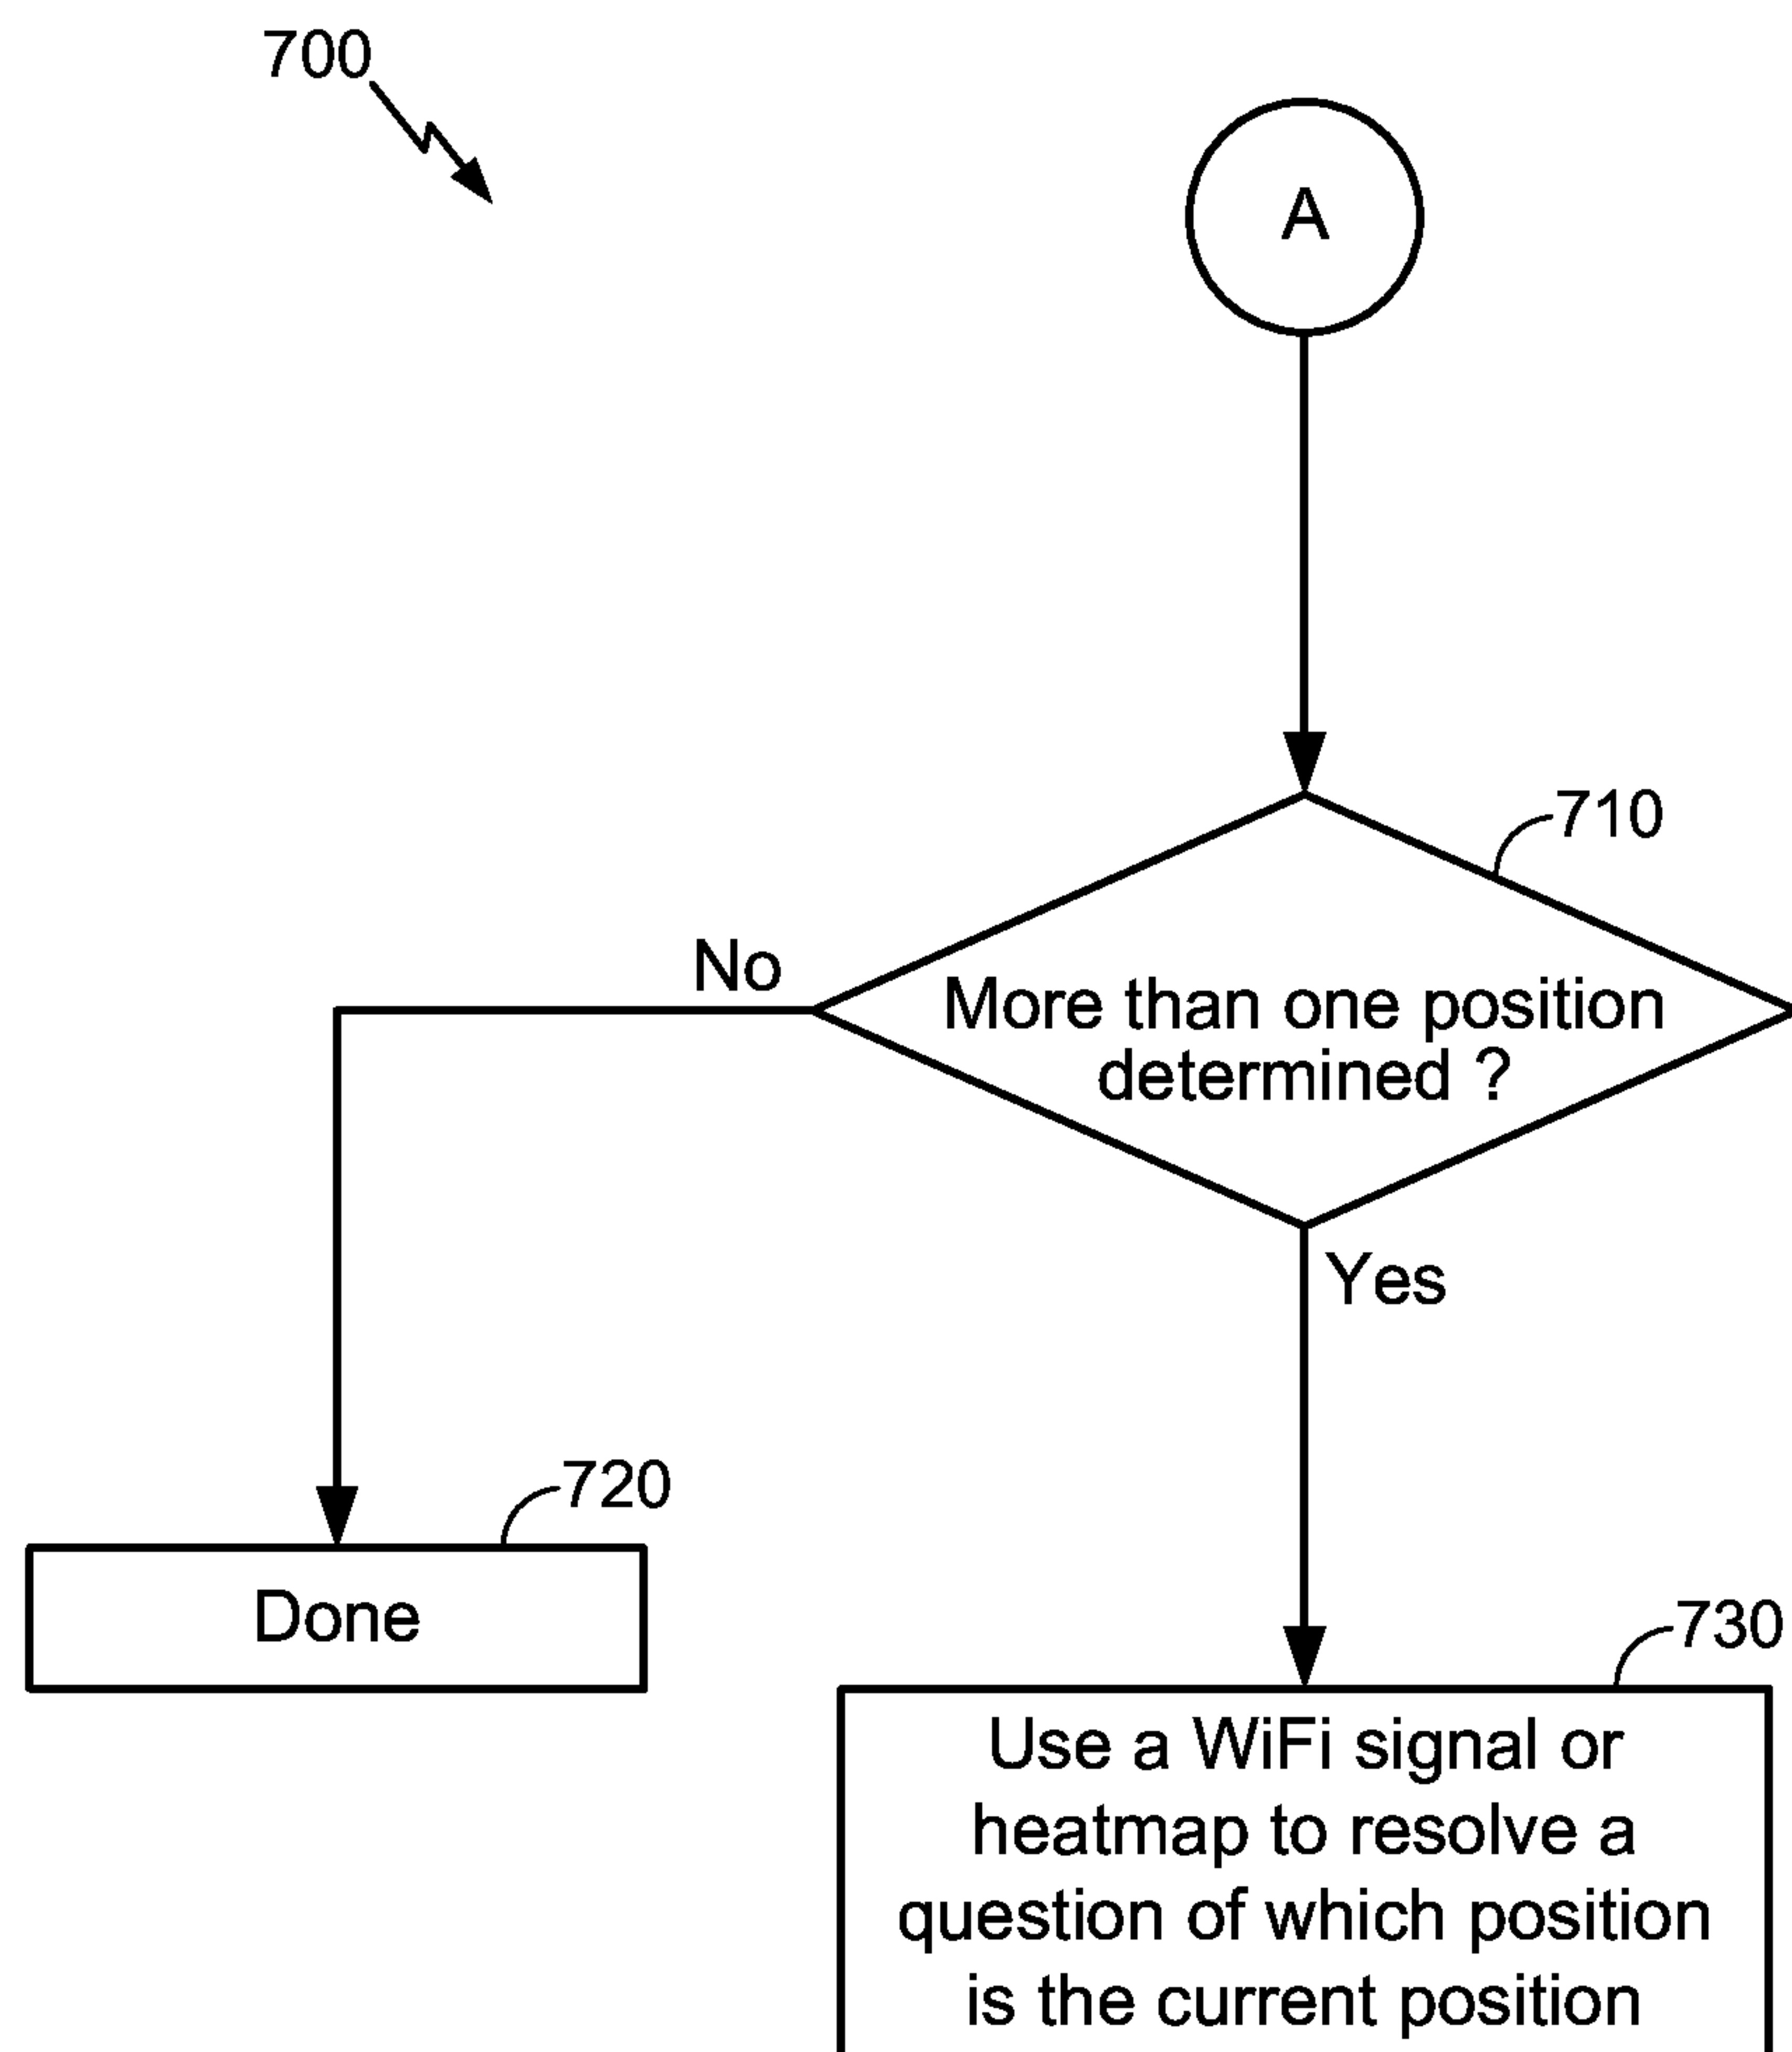 700
A
710
No
More than one position
determined ?
Yes
720
Done
730
Use a WiFi signal or
heatmap to resolve a
question of which position
is the current position